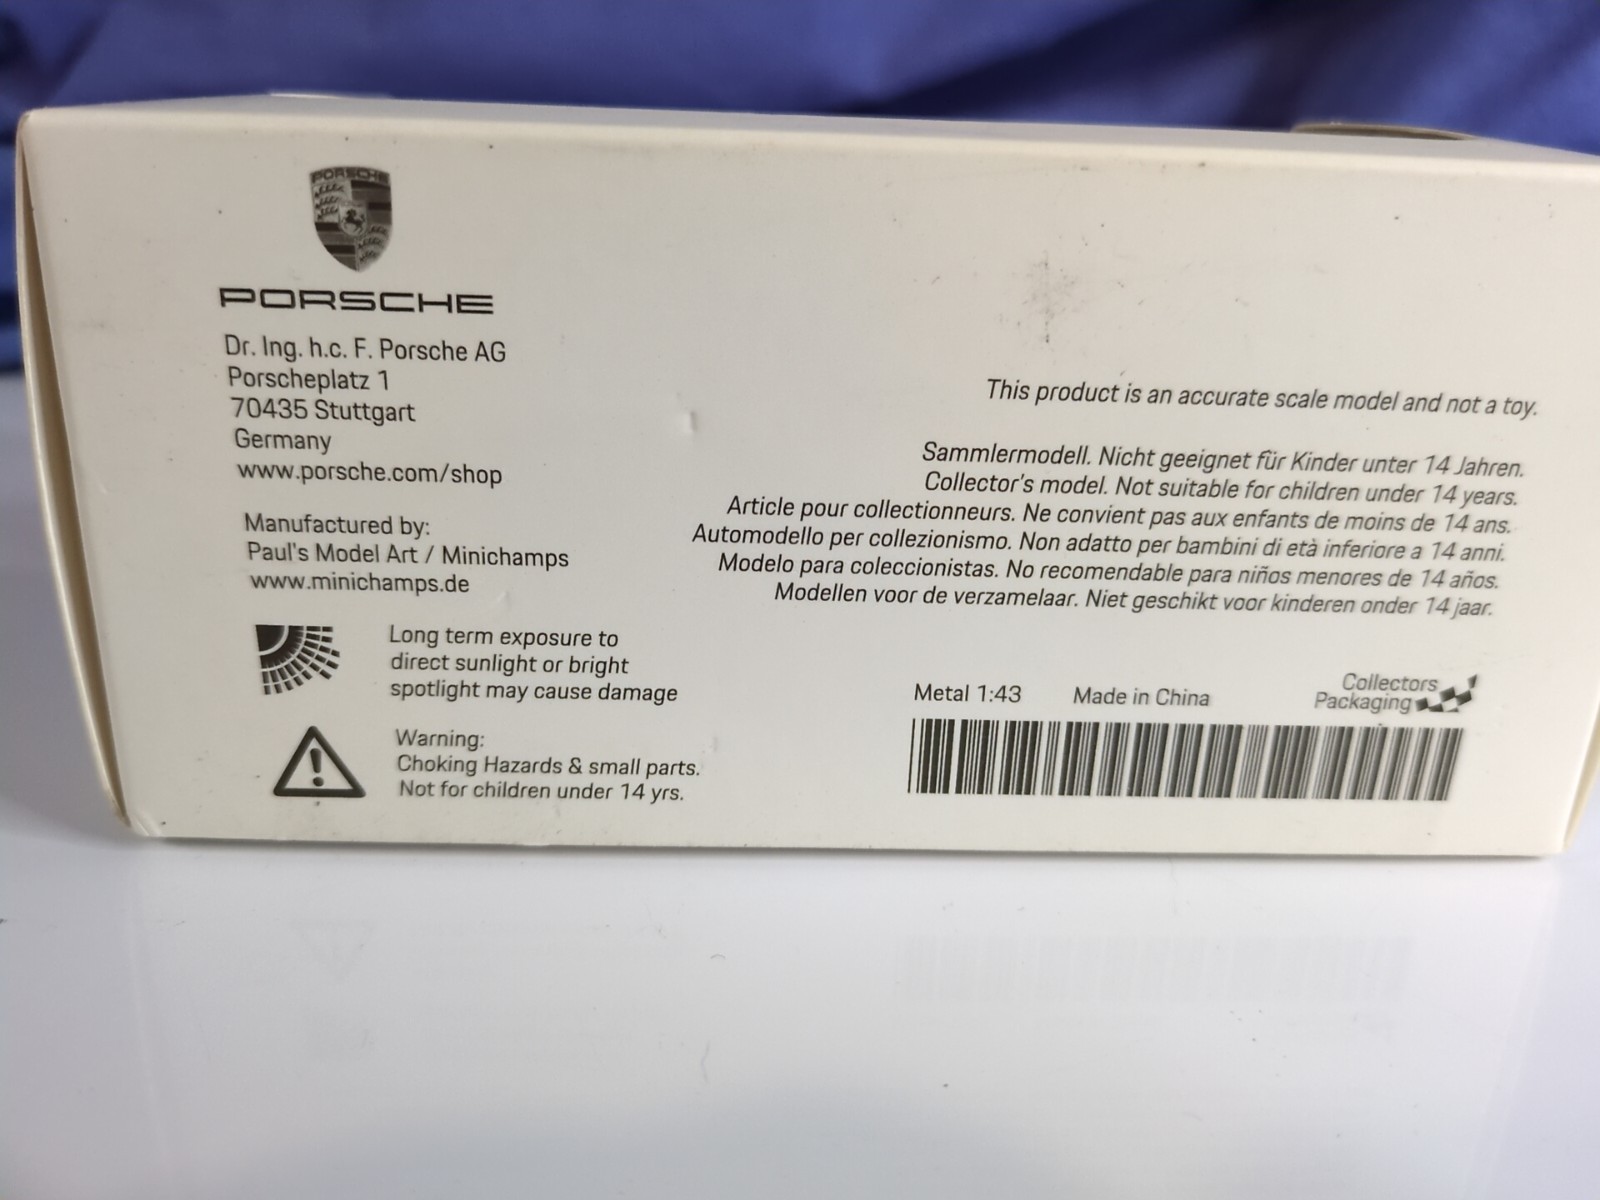 PORSCHE
PORSCHE
Dr. Ing. h.c. F. Porsche AG
Porscheplatz 1
70435 Stuttgart
Germany
www.porsche.com/shop
Manufactured by:
Paul's Model Art / Minichamps
www.minichamps.de
Long term exposure to
direct sunlight or bright
spotlight may cause damage
Warning:
Choking Hazards & small parts.
Not for children under 14 yrs.
This product is an accurate scale model and not a toy.
Sammlermodell. Nicht geeignet für Kinder unter 14 Jahren.
Collector's model. Not suitable for children under 14 years.
Article pour collectionneurs. Ne convient pas aux enfants de moins de 14 ans.
Automodello per collezionismo. Non adatto per bambini di età inferiore a 14 anni.
Modelo para coleccionistas. No recomendable para niños menores de 14 años.
Modellen voor de verzamelaar. Niet geschikt voor kinderen onder 14 jaar.
Metal 1:43 Made in China
Collectors
Packaging